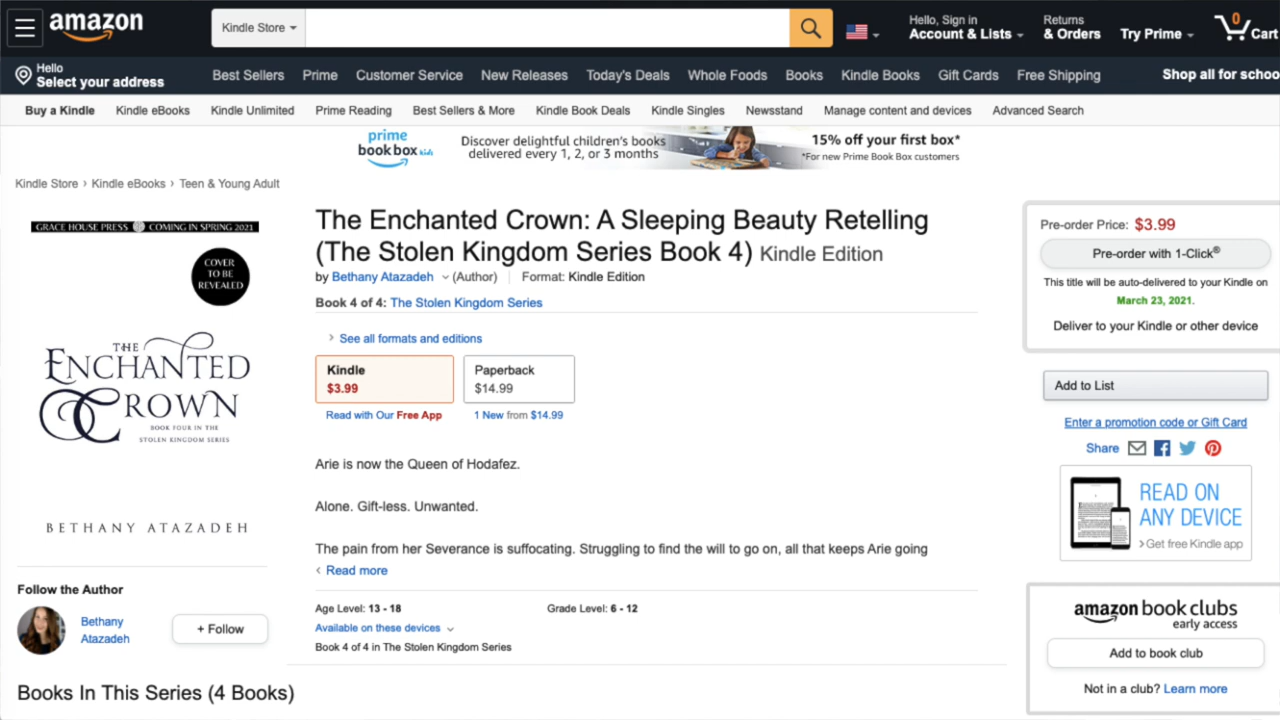 amazon
Kindle Store
Hello, Sign in
Account & Lists
Returns
& Orders
Try Prime
0
Cart
Hello
Select your address
Best Sellers
Prime
Customer Service
New Releases
Today's Deals
Whole Foods
Books
Kindle Books
Gift Cards
Free Shipping
Shop all for schoo
Buy a Kindle
Kindle eBooks
Kindle Unlimited
Prime Reading
Best Sellers & More
Kindle Book Deals
Kindle Singles
Newsstand
Manage content and devices
Advanced Search
prime
book box kids
Discover delightful children's books
delivered every 1, 2, or 3 months
15% off your first box*
*For new Prime Book Box customers
Kindle Store › Kindle eBooks › Teen & Young Adult
GRACE HOUSE PRESS COMING IN SPRING 2021
COVER
TO BE
REVEALED
THE
ENCHANTED
CROWN
BOOK FOUR IN THE
STOLEN KINGDOM SERIES
BETHANY ATAZADEH
Follow the Author
Bethany
Atazadeh
+ Follow
The Enchanted Crown: A Sleeping Beauty Retelling
(The Stolen Kingdom Series Book 4) Kindle Edition
by Bethany Atazadeh (Author) | Format: Kindle Edition
Book 4 of 4: The Stolen Kingdom Series
› See all formats and editions
Kindle
$3.99
Read with Our Free App
Paperback
$14.99
1 New from $14.99
Arie is now the Queen of Hodafez.
Alone. Gift-less. Unwanted.
The pain from her Severance is suffocating. Struggling to find the will to go on, all that keeps Arie going
‹ Read more
Age Level: 13 - 18
Grade Level: 6 - 12
Available on these devices
Book 4 of 4 in The Stolen Kingdom Series
Pre-order Price: $3.99
Pre-order with 1-Click®
This title will be auto-delivered to your Kindle on
March 23, 2021.
Deliver to your Kindle or other device
Add to List
Enter a promotion code or Gift Card
Share
READ ON
ANY DEVICE
›Get free Kindle app
amazon book clubs
early access
Add to book club
Not in a club? Learn more
Books In This Series (4 Books)